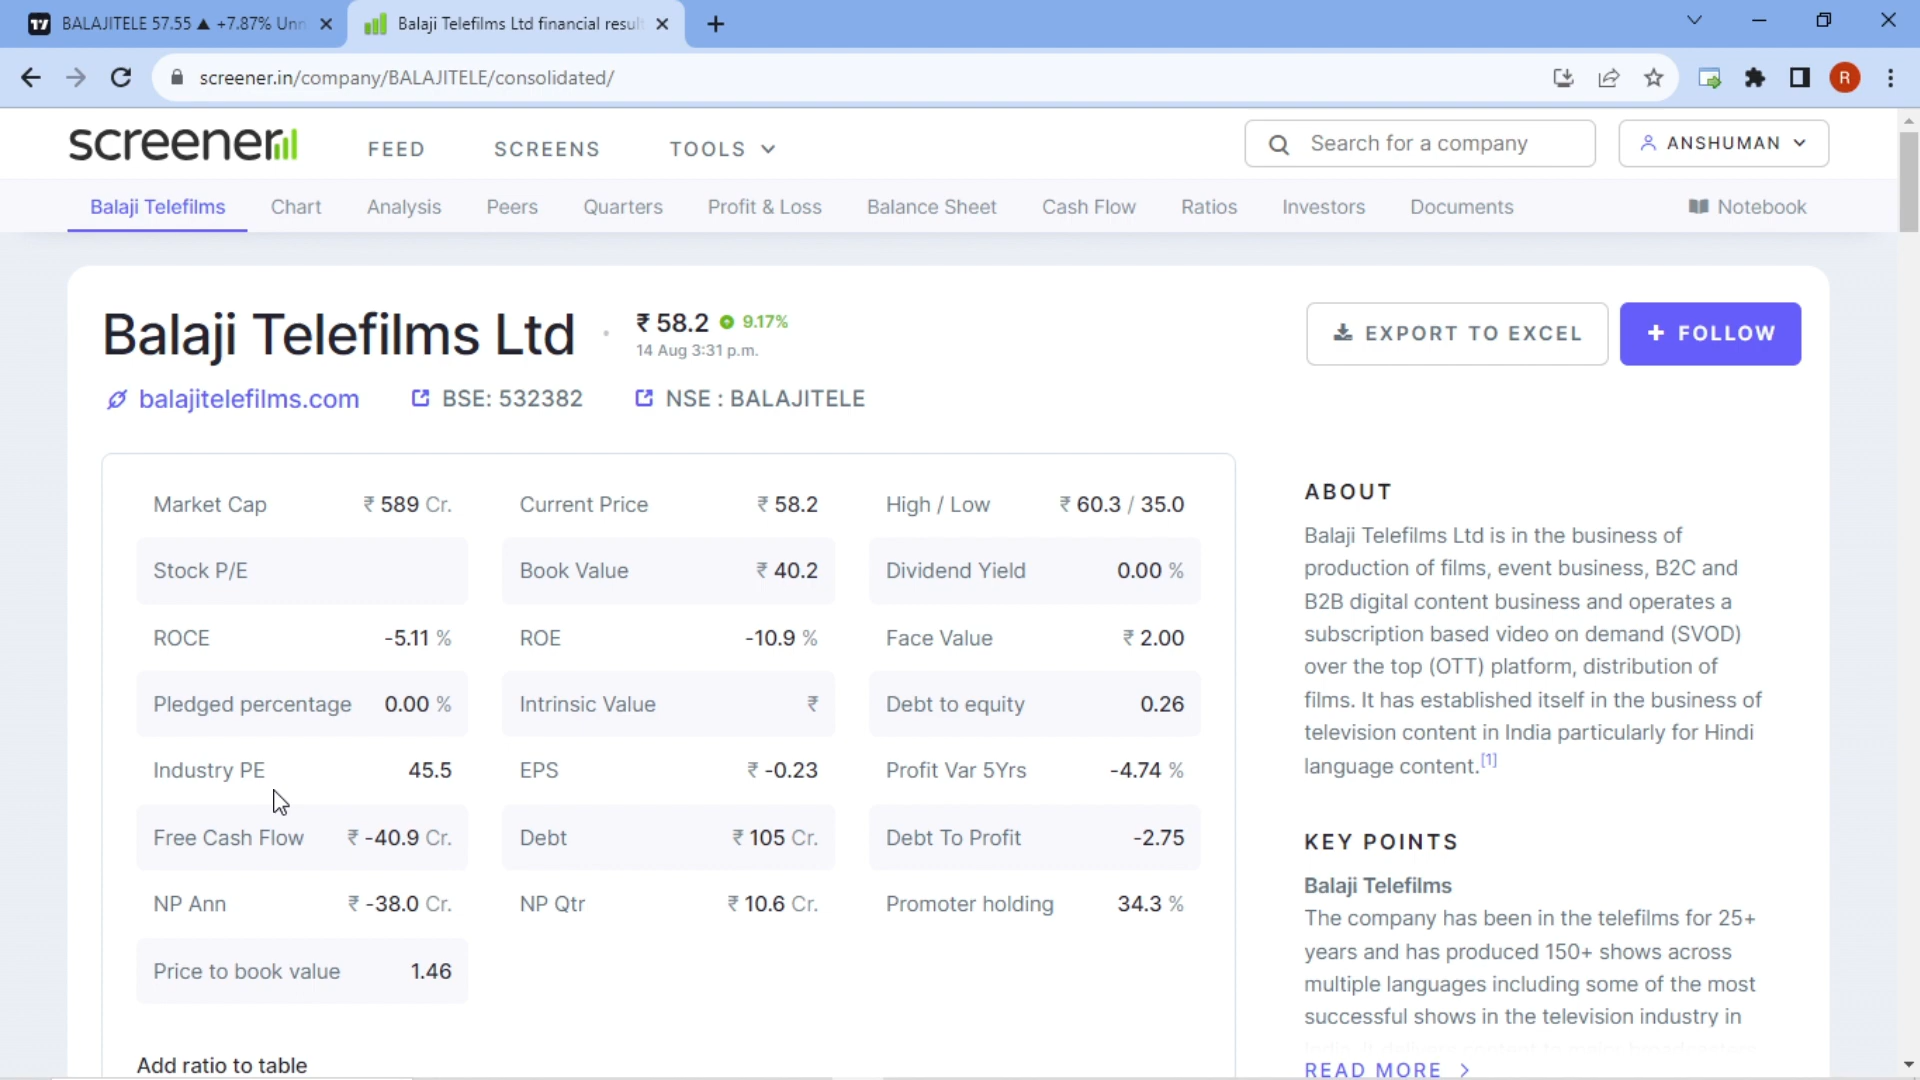 BALAJITELE 57.55 ▲ +7.87% Unn
Balaji Telefilms Ltd financial resul
screener.in/company/BALAJITELE/consolidated/
R
screener
FEED
SCREENS
TOOLS
Search for a company
ANSHUMAN
Balaji Telefilms
Chart
Analysis
Peers
Quarters
Profit & Loss
Balance Sheet
Cash Flow
Ratios
Investors
Documents
Notebook
Balaji Telefilms Ltd
₹ 58.2 9.17%
14 Aug 3:31 p.m.
EXPORT TO EXCEL
+ FOLLOW
balajitelefilms.com
BSE: 532382
NSE : BALAJITELE
Market Cap ₹ 589 Cr.
Current Price ₹ 58.2
High / Low ₹ 60.3 / 35.0
Stock P/E
Book Value ₹ 40.2
Dividend Yield 0.00 %
ROCE -5.11 %
ROE -10.9 %
Face Value ₹ 2.00
Pledged percentage 0.00 %
Intrinsic Value ₹
Debt to equity 0.26
Industry PE 45.5
EPS ₹ -0.23
Profit Var 5Yrs -4.74 %
Free Cash Flow ₹ -40.9 Cr.
Debt ₹ 105 Cr.
Debt To Profit -2.75
NP Ann ₹ -38.0 Cr.
NP Qtr ₹ 10.6 Cr.
Promoter holding 34.3 %
Price to book value 1.46
Add ratio to table
ABOUT
Balaji Telefilms Ltd is in the business of
production of films, event business, B2C and
B2B digital content business and operates a
subscription based video on demand (SVOD)
over the top (OTT) platform, distribution of
films. It has established itself in the business of
television content in India particularly for Hindi
language content.[1]
KEY POINTS
Balaji Telefilms
The company has been in the telefilms for 25+
years and has produced 150+ shows across
multiple languages including some of the most
successful shows in the television industry in
READ MORE >